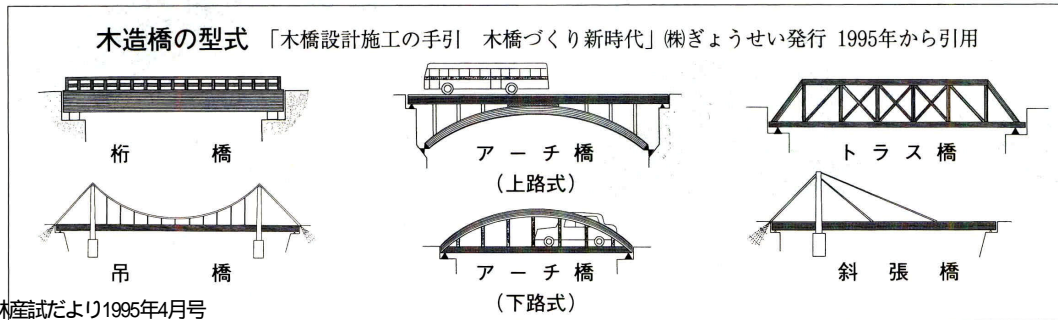 木造橋の型式 「木橋設計施工の手引 木橋づくり新時代」㈱ぎょうせい発行 1995年から引用
桁橋
アーチ橋
(上路式)
トラス橋
吊橋
アーチ橋
(下路式)
斜張橋
林産試だより1995年4月号